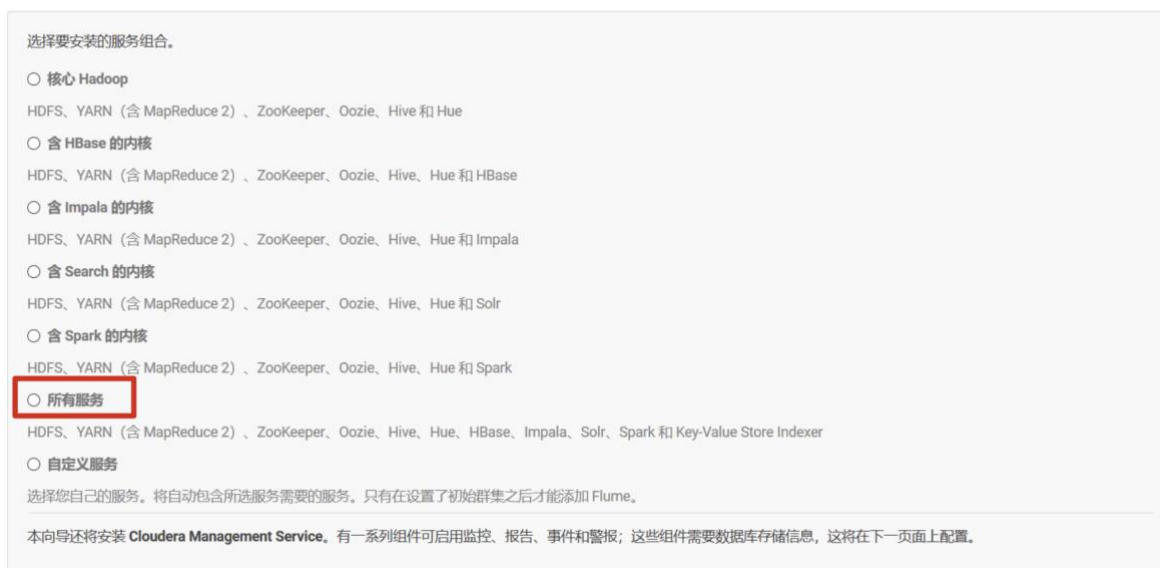 选择要安装的服务组合。
核心 Hadoop
HDFS、YARN（含 MapReduce 2）、ZooKeeper、Oozie、Hive 和 Hue
含 HBase 的内核
HDFS、YARN（含 MapReduce 2）、ZooKeeper、Oozie、Hive、Hue 和 HBase
含 Impala 的内核
HDFS、YARN（含 MapReduce 2）、ZooKeeper、Oozie、Hive、Hue 和 Impala
含 Search 的内核
HDFS、YARN（含 MapReduce 2）、ZooKeeper、Oozie、Hive、Hue 和 Solr
含 Spark 的内核
HDFS、YARN（含 MapReduce 2）、ZooKeeper、Oozie、Hive、Hue 和 Spark
所有服务
HDFS、YARN（含 MapReduce 2）、ZooKeeper、Oozie、Hive、Hue、HBase、Impala、Solr、Spark 和 Key-Value Store Indexer
自定义服务
选择您自己的服务。将自动包含所选服务需要的服务。只有在设置了初始群集之后才能添加 Flume。
本向导还将安装 Cloudera Management Service。有一系列组件可启用监控、报告、事件和警报；这些组件需要数据库存储信息，这将在下一页面上配置。